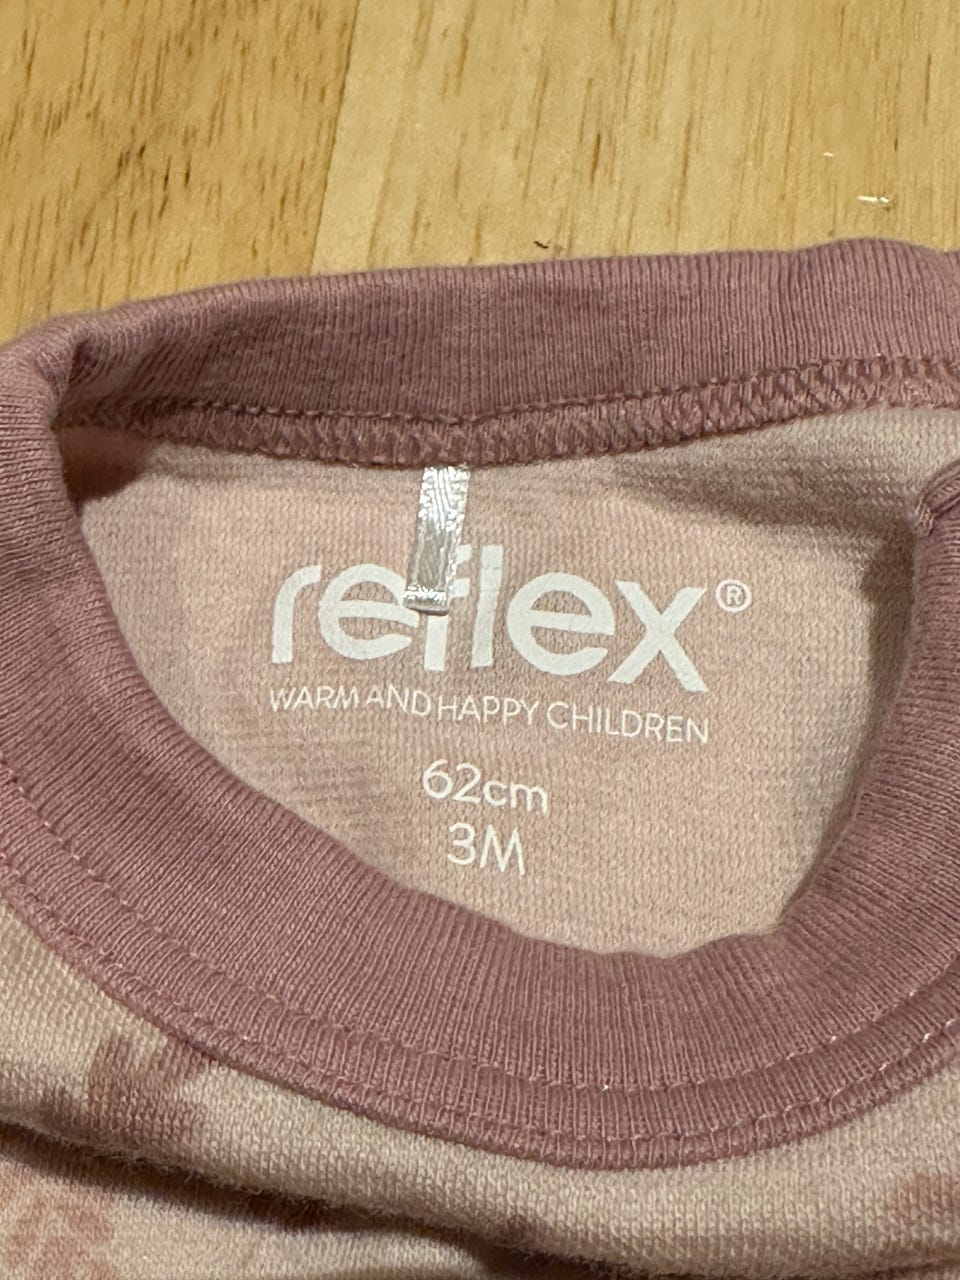 reflex®
WARM AND HAPPY CHILDREN
62cm
3M